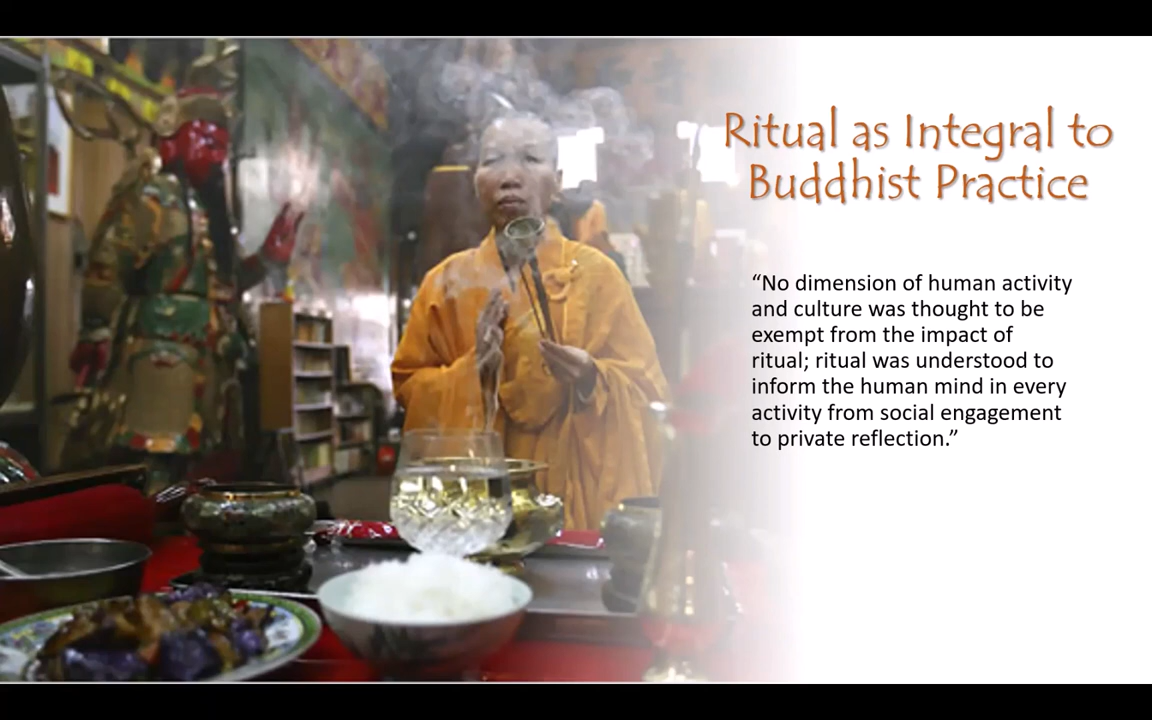 Ritual as Integral to
Buddhist Practice
“No dimension of human activity
and culture was thought to be
exempt from the impact of
ritual; ritual was understood to
inform the human mind in every
activity from social engagement
to private reflection.”